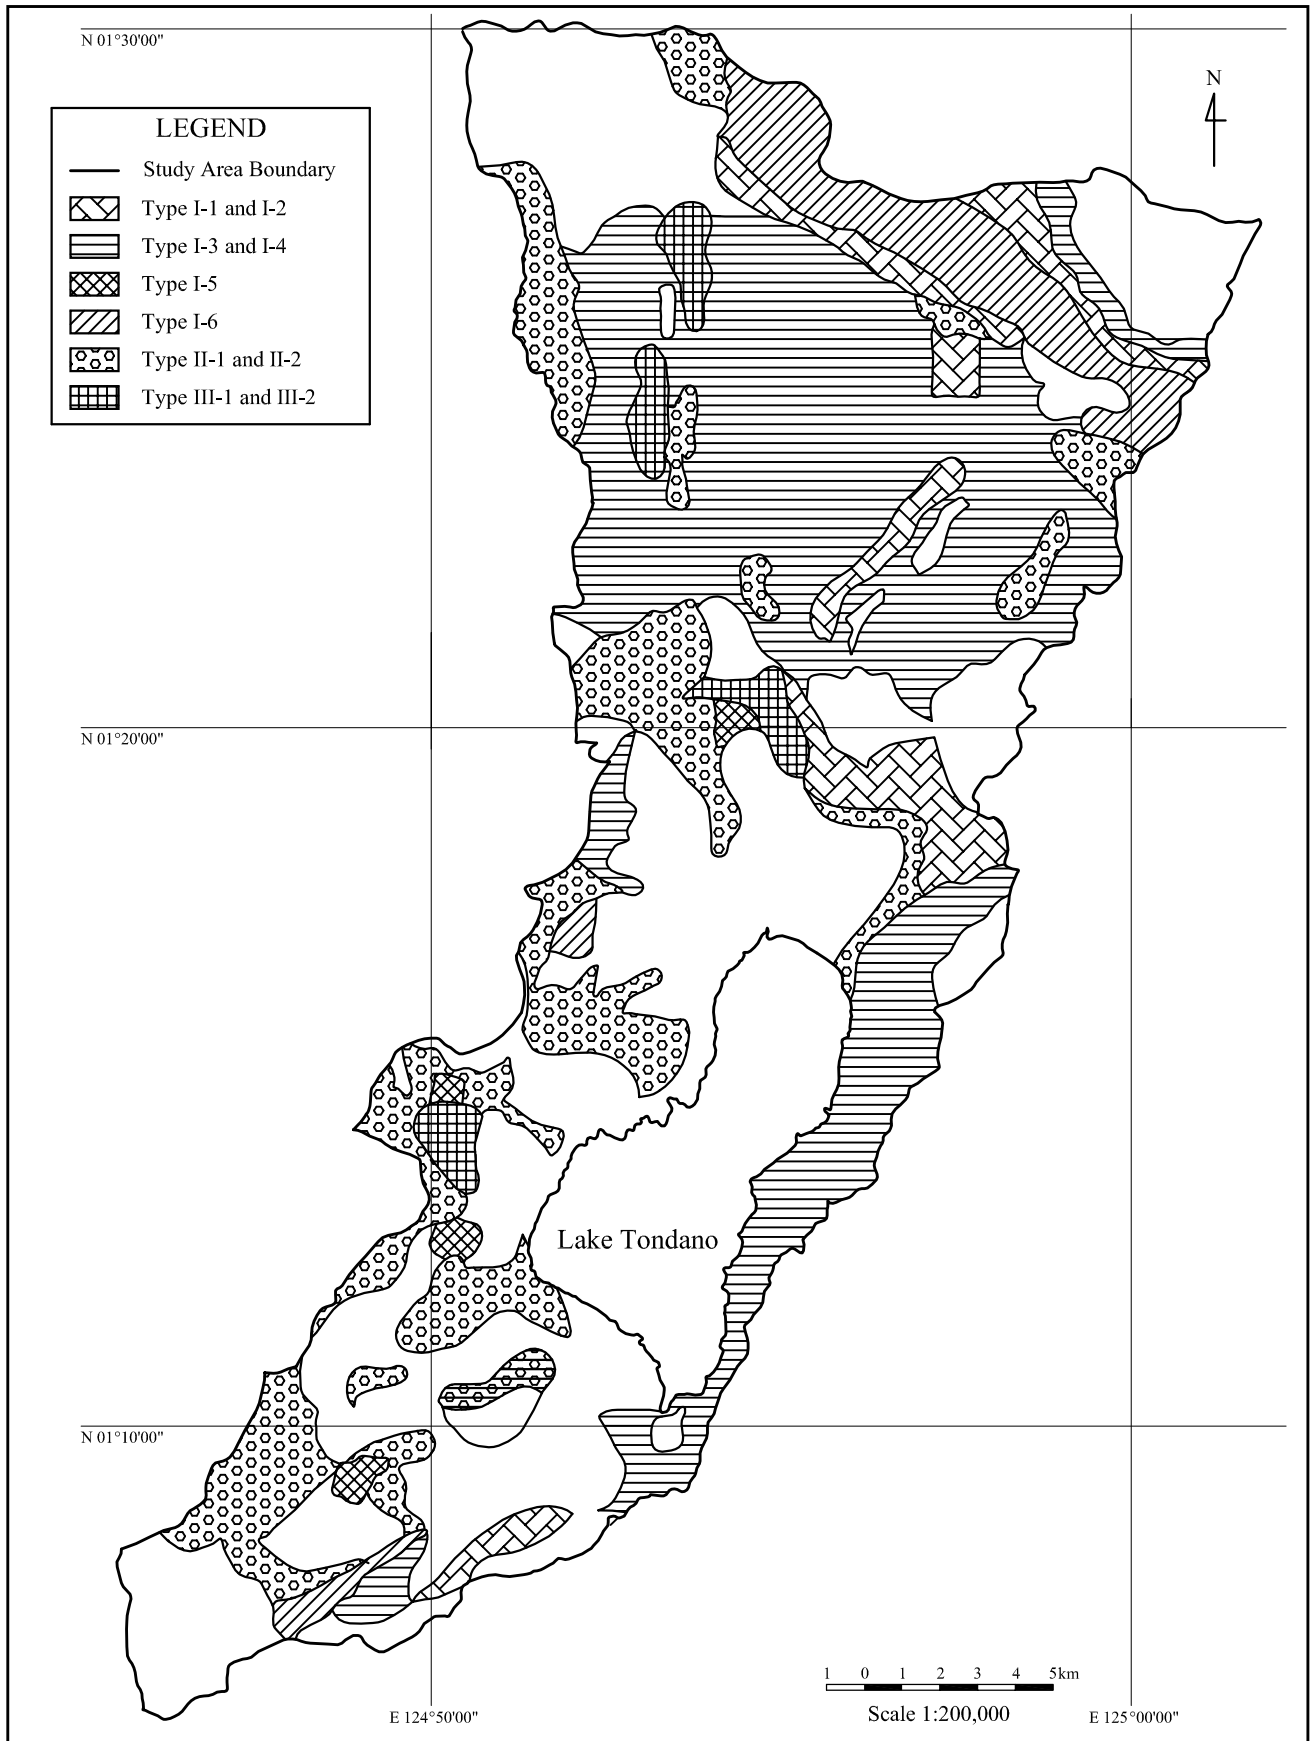 N 01°30'00"
N
LEGEND
Study Area Boundary
Type I-1 and I-2
Type I-3 and I-4
Type I-5
Type I-6
Type II-1 and II-2
Type III-1 and III-2
N 01°20'00"
Lake Tondano
N 01°10'00"
1 0 1 2 3 4 5km
Scale 1:200,000
E 124°50'00"
E 125°00'00"